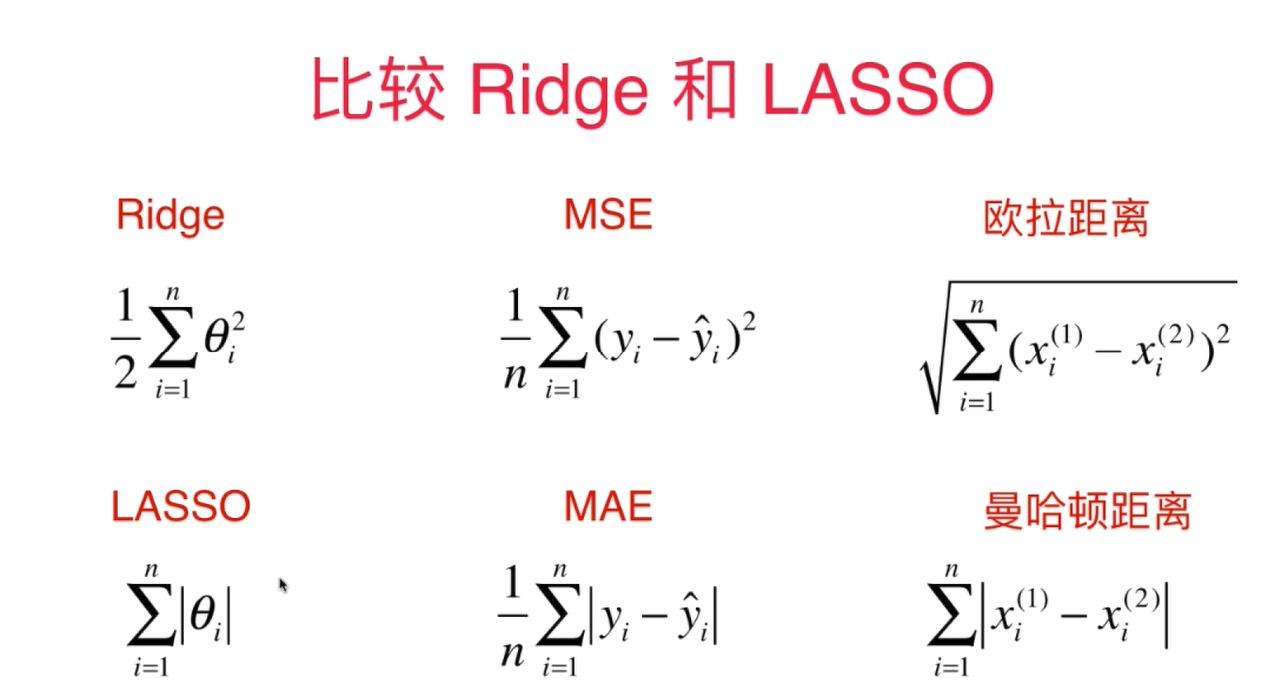 比较 Ridge 和 LASSO
Ridge MSE 欧拉距离
\frac{1}{2}\sum_{i=1}^{n}\theta_i^2 \frac{1}{n}\sum_{i=1}^{n}(y_i - \hat{y}_i)^2 \sqrt{\sum_{i=1}^{n}(x_i^{(1)} - x_i^{(2)})^2}
LASSO MAE 曼哈顿距离
\sum_{i=1}^{n}|\theta_i| \frac{1}{n}\sum_{i=1}^{n}|y_i - \hat{y}_i| \sum_{i=1}^{n}|x_i^{(1)} - x_i^{(2)}|